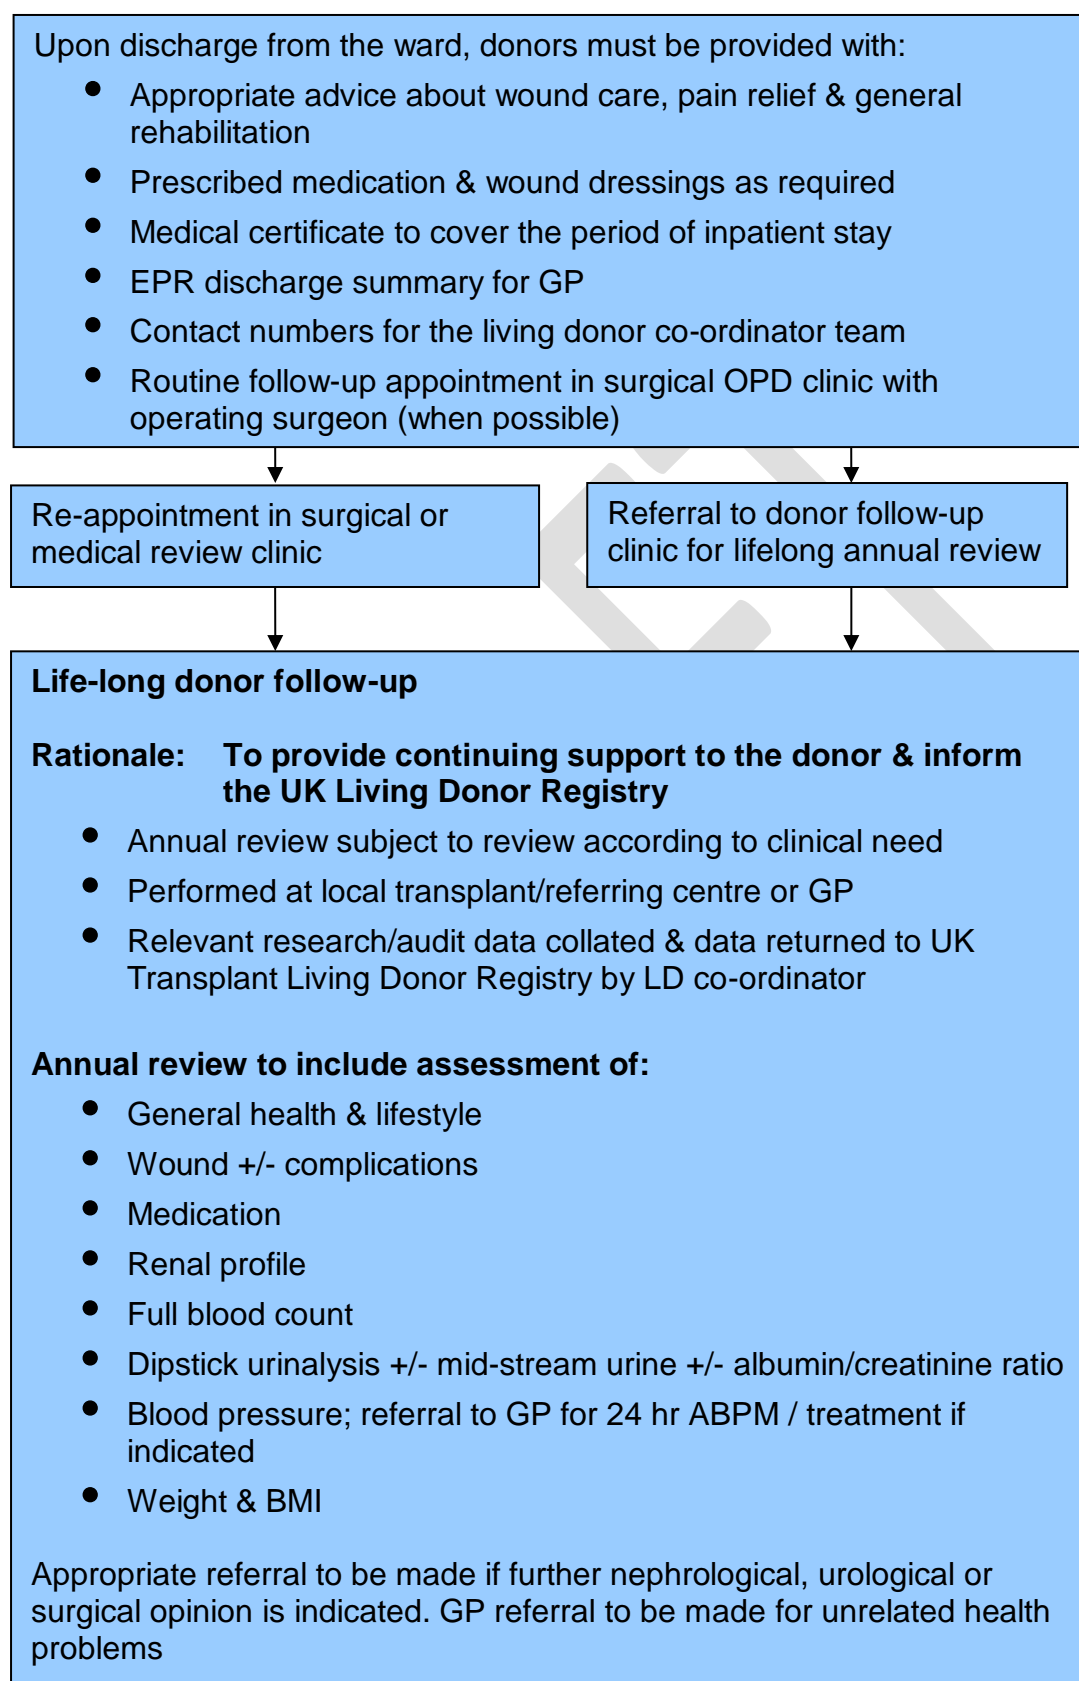 Upon discharge from the ward, donors must be provided with:
• Appropriate advice about wound care, pain relief & general
rehabilitation
• Prescribed medication & wound dressings as required
• Medical certificate to cover the period of inpatient stay
• EPR discharge summary for GP
• Contact numbers for the living donor co-ordinator team
• Routine follow-up appointment in surgical OPD clinic with
operating surgeon (when possible)
Re-appointment in surgical or
medical review clinic
Referral to donor follow-up
clinic for lifelong annual review
Life-long donor follow-up
Rationale: To provide continuing support to the donor & inform
the UK Living Donor Registry
• Annual review subject to review according to clinical need
• Performed at local transplant/referring centre or GP
• Relevant research/audit data collated & data returned to UK
Transplant Living Donor Registry by LD co-ordinator
Annual review to include assessment of:
• General health & lifestyle
• Wound +/- complications
• Medication
• Renal profile
• Full blood count
• Dipstick urinalysis +/- mid-stream urine +/- albumin/creatinine ratio
• Blood pressure; referral to GP for 24 hr ABPM / treatment if
indicated
• Weight & BMI
Appropriate referral to be made if further nephrological, urological or
surgical opinion is indicated. GP referral to be made for unrelated health
problems